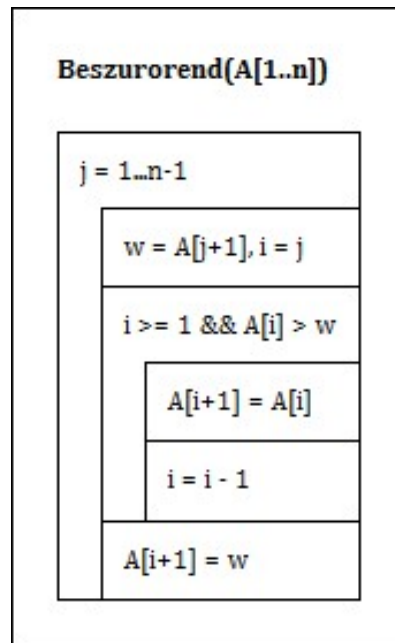 Beszurorend(A[1..n])
j = 1...n-1
w = A[j+1], i = j
i >= 1 && A[i] > w
A[i+1] = A[i]
i = i - 1
A[i+1] = w